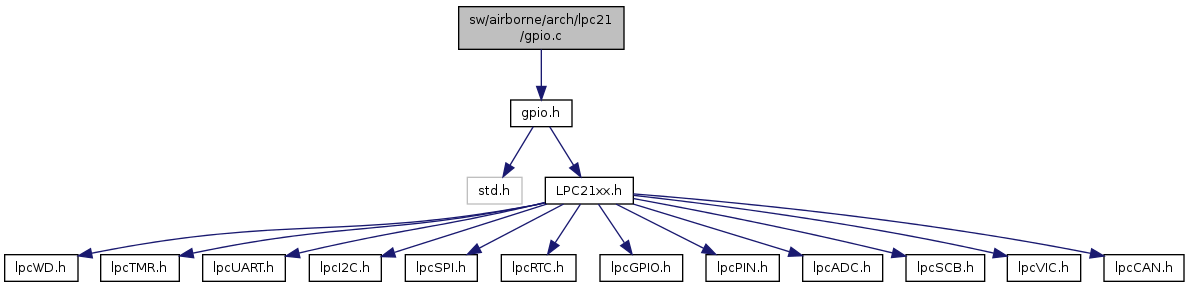 sw/airborne/arch/lpc21
/gpio.c
gpio.h
std.h
LPC21xx.h
lpcWD.h
lpcTMR.h
lpcUART.h
lpcI2C.h
lpcSPI.h
lpcRTC.h
lpcGPIO.h
lpcPIN.h
lpcADC.h
lpcSCB.h
lpcVIC.h
lpcCAN.h